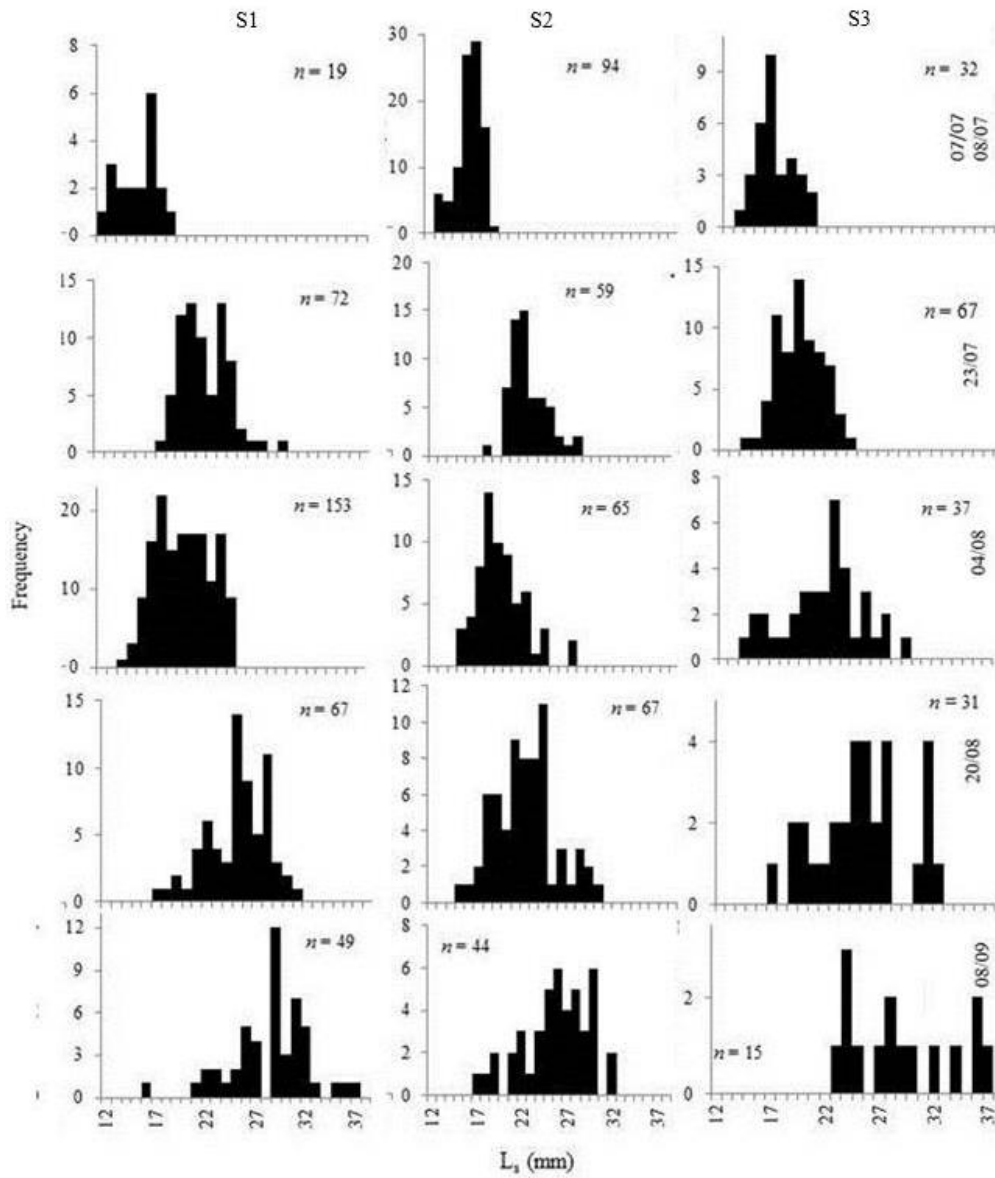 S1 S2 S3
8 6 4 2 0 n = 19
30 20 10 0 n = 94
9 6 3 0 n = 32 07/07 08/07
15 10 5 0 n = 72
20 15 10 5 0 n = 59
15 10 5 0 n = 67 23/07
20 10 0 n = 153
15 10 5 0 n = 65
8 6 4 2 0 n = 37 04/08
Frequency
15 10 5 0 n = 67
12 10 8 6 4 2 0 n = 67
4 2 0 n = 31 20/08
12 9 6 3 0 n = 49
8 6 4 2 0 n = 44
2 0 n = 15 08/09
12 17 22 27 32 37 12 17 22 27 32 37 12 17 22 27 32 37
Ls (mm)